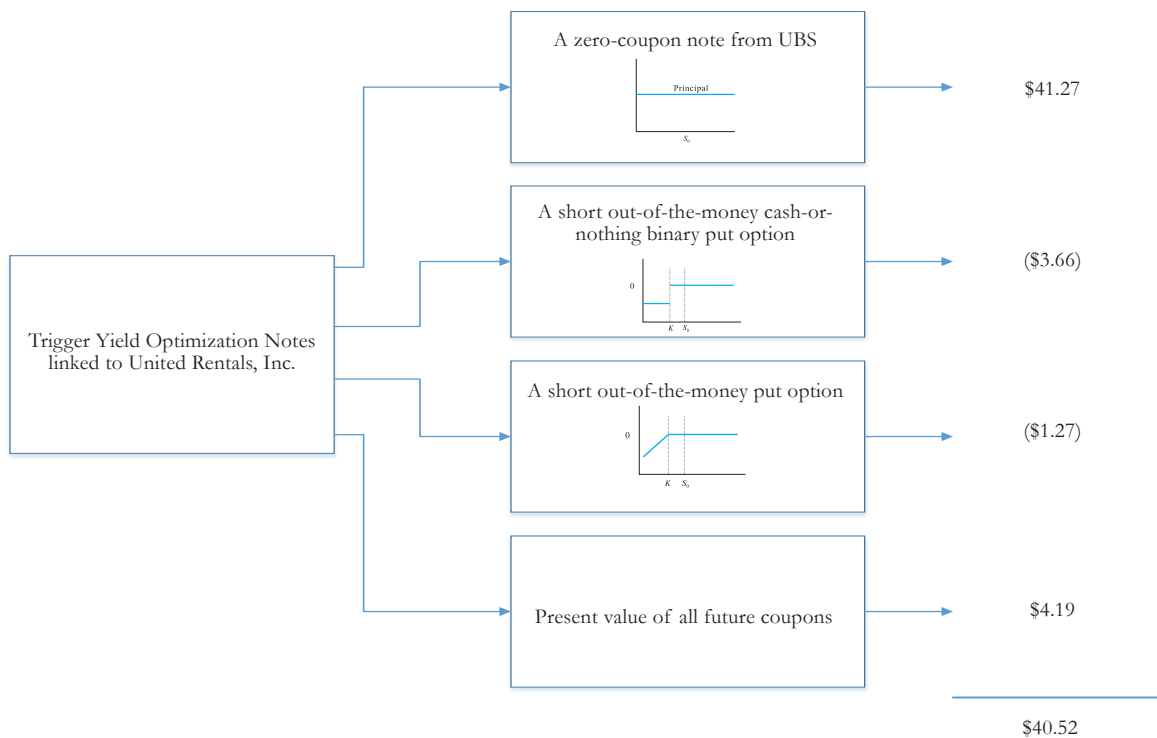 A zero-coupon note from UBS
Principal
S₀
$41.27
A short out-of-the-money cash-or-
nothing binary put option
0
K S₀
($3.66)
Trigger Yield Optimization Notes
linked to United Rentals, Inc.
A short out-of-the-money put option
0
K S₀
($1.27)
Present value of all future coupons
$4.19
$40.52